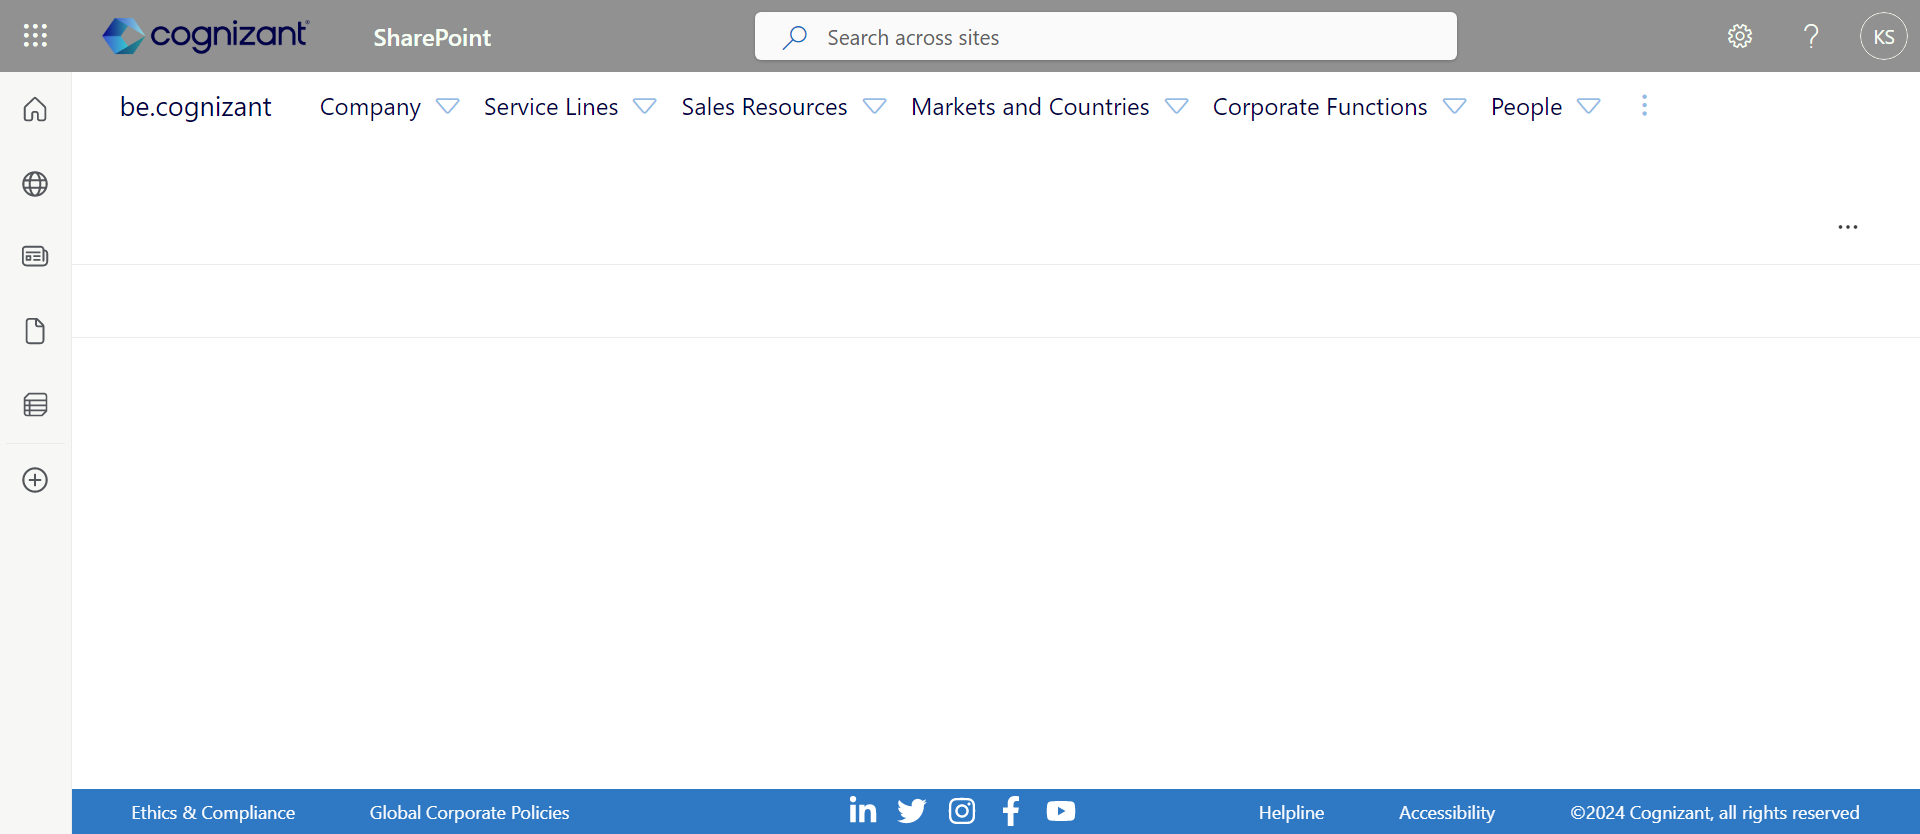 cognizant
SharePoint
Search across sites
?
KS
be.cognizant
Company
Service Lines
Sales Resources
Markets and Countries
Corporate Functions
People
Ethics & Compliance
Global Corporate Policies
in
Helpline
Accessibility
©2024 Cognizant, all rights reserved